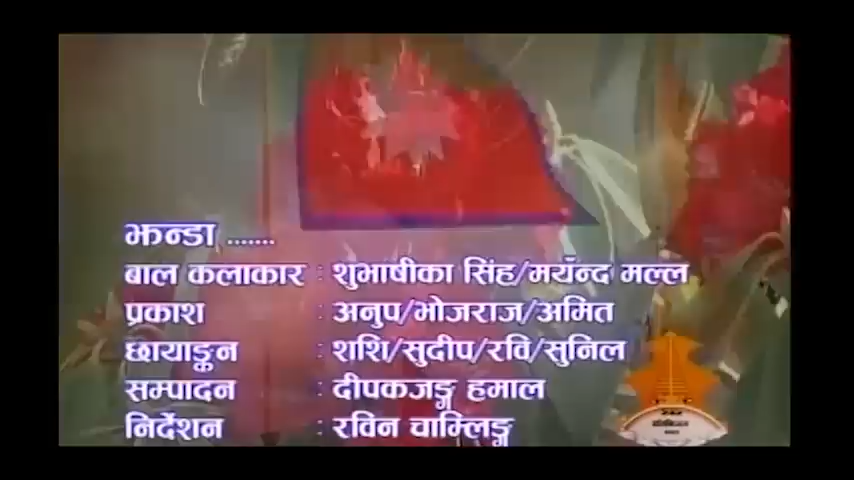 झन्डा .......
बाल कलाकार : शुभाषीका सिंह/मयँन्द मल्ल
प्रकाश : अनुप/भोजराज/अमित
छायाङ्कन : शशि/सुदीप/रवि/सुनिल
सम्पादन : दीपकजङ्ग हमाल
निर्देशन : रविन चाम्लिङ्ग